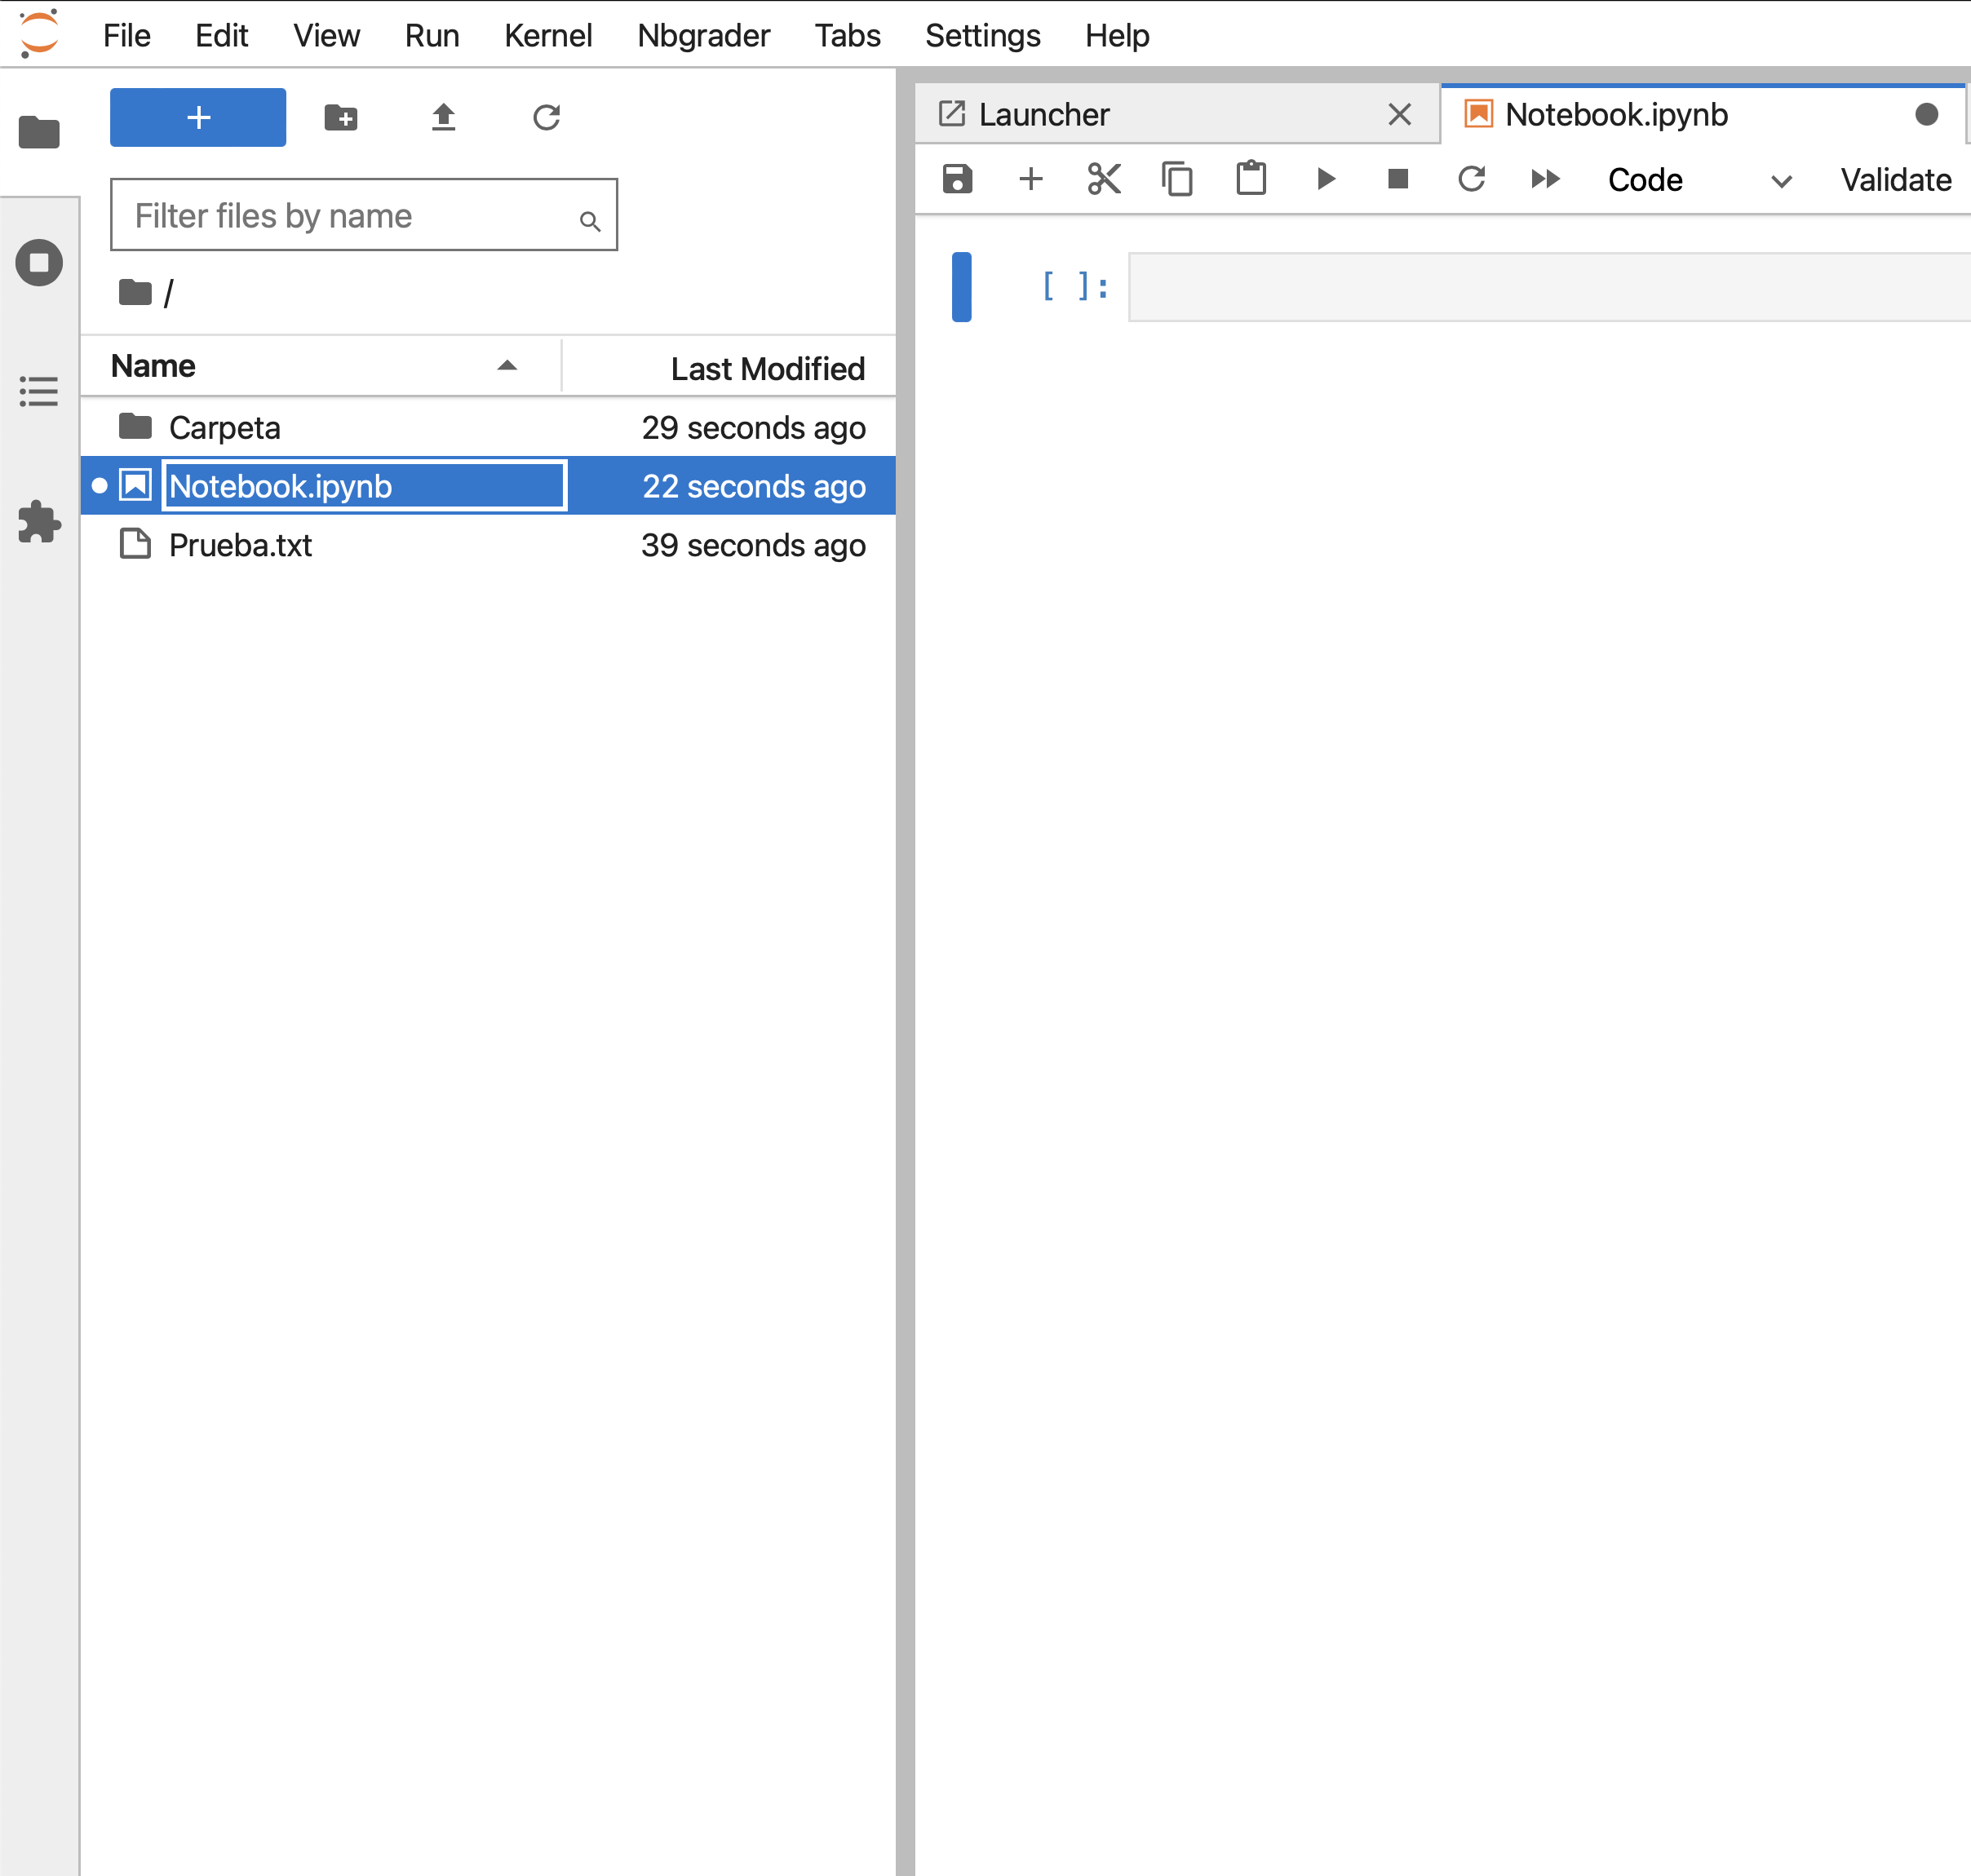 File Edit View Run Kernel Nbgrader Tabs Settings Help
Launcher
Notebook.ipynb
Code
Validate
Filter files by name
/
[ ]:
Name
Last Modified
Carpeta
29 seconds ago
Notebook.ipynb
22 seconds ago
Prueba.txt
39 seconds ago